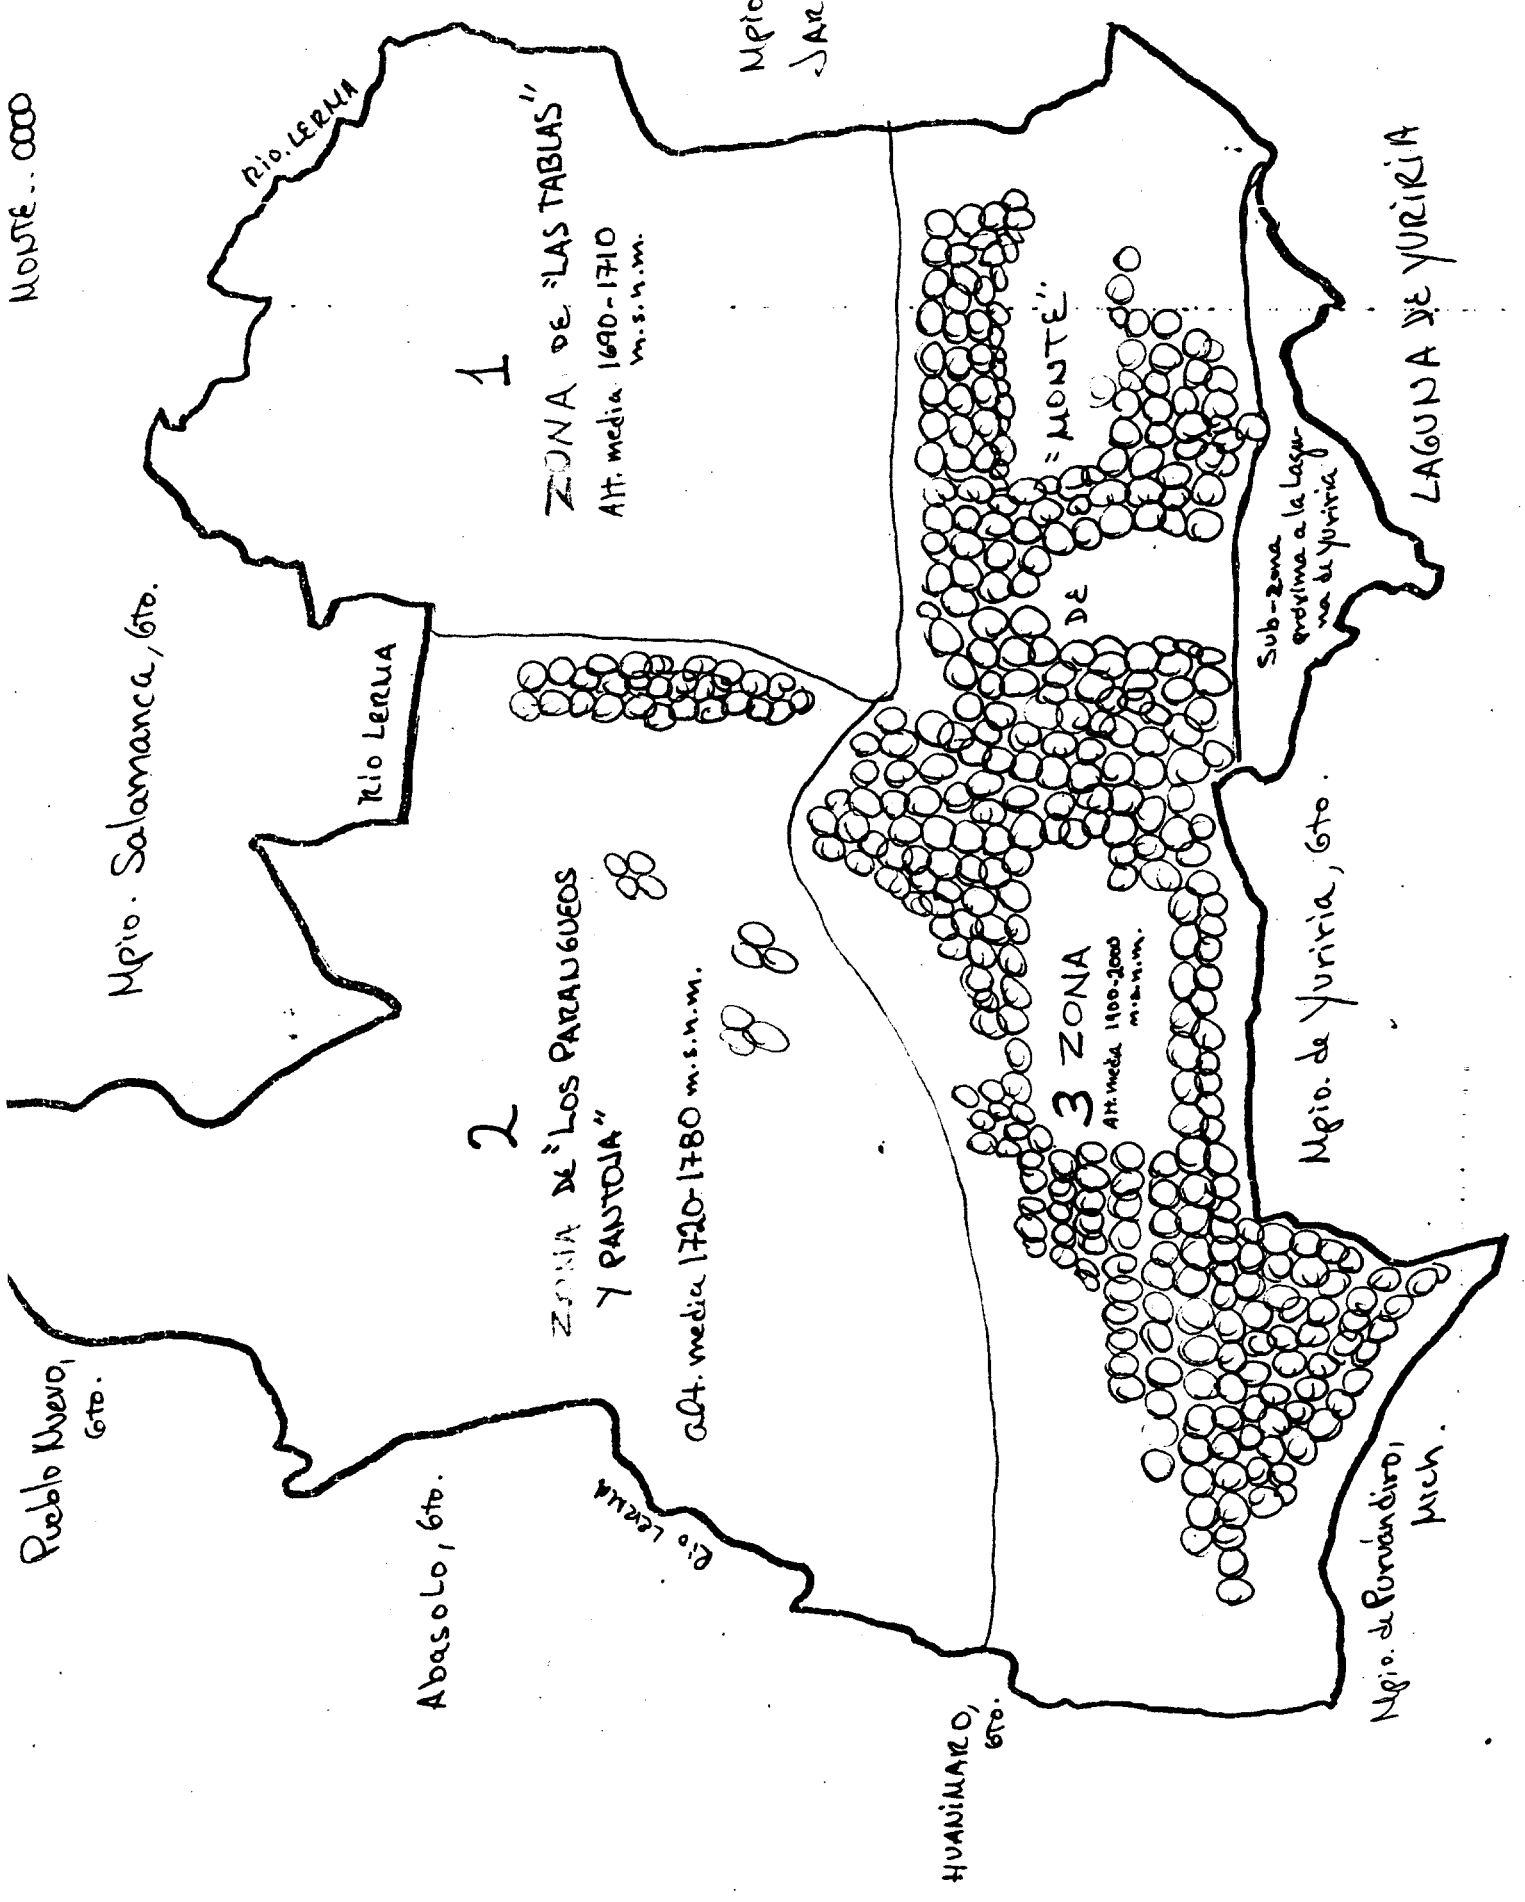 MONTE..0000
Pueblo Nuevo,
Gto.
Mpio. Salamanca, Gto.
Rio. LERMA
Rio LERMA
Mpio
JAR
Abasolo, Gto.
Rio LERMA
1
ZONA DE "LAS TABLAS"
Alt. media 1690-1710
m.s.n.m.
2
ZONA DE "LOS PARANGUEOS
Y PANTOJA"
alt. media 1720-1780 m.s.n.m.
HUANIMARO,
Gto.
3 ZONA DE "MONTE".
Alt. media 1900-2000
m.s.n.m.
Sub-zona
próxima a la Lagu-
na de Yuriria
LAGUNA DE YURIRIA
Mpio. de Yuriria, Gto.
Mpio. de Puruándiro,
Mich.